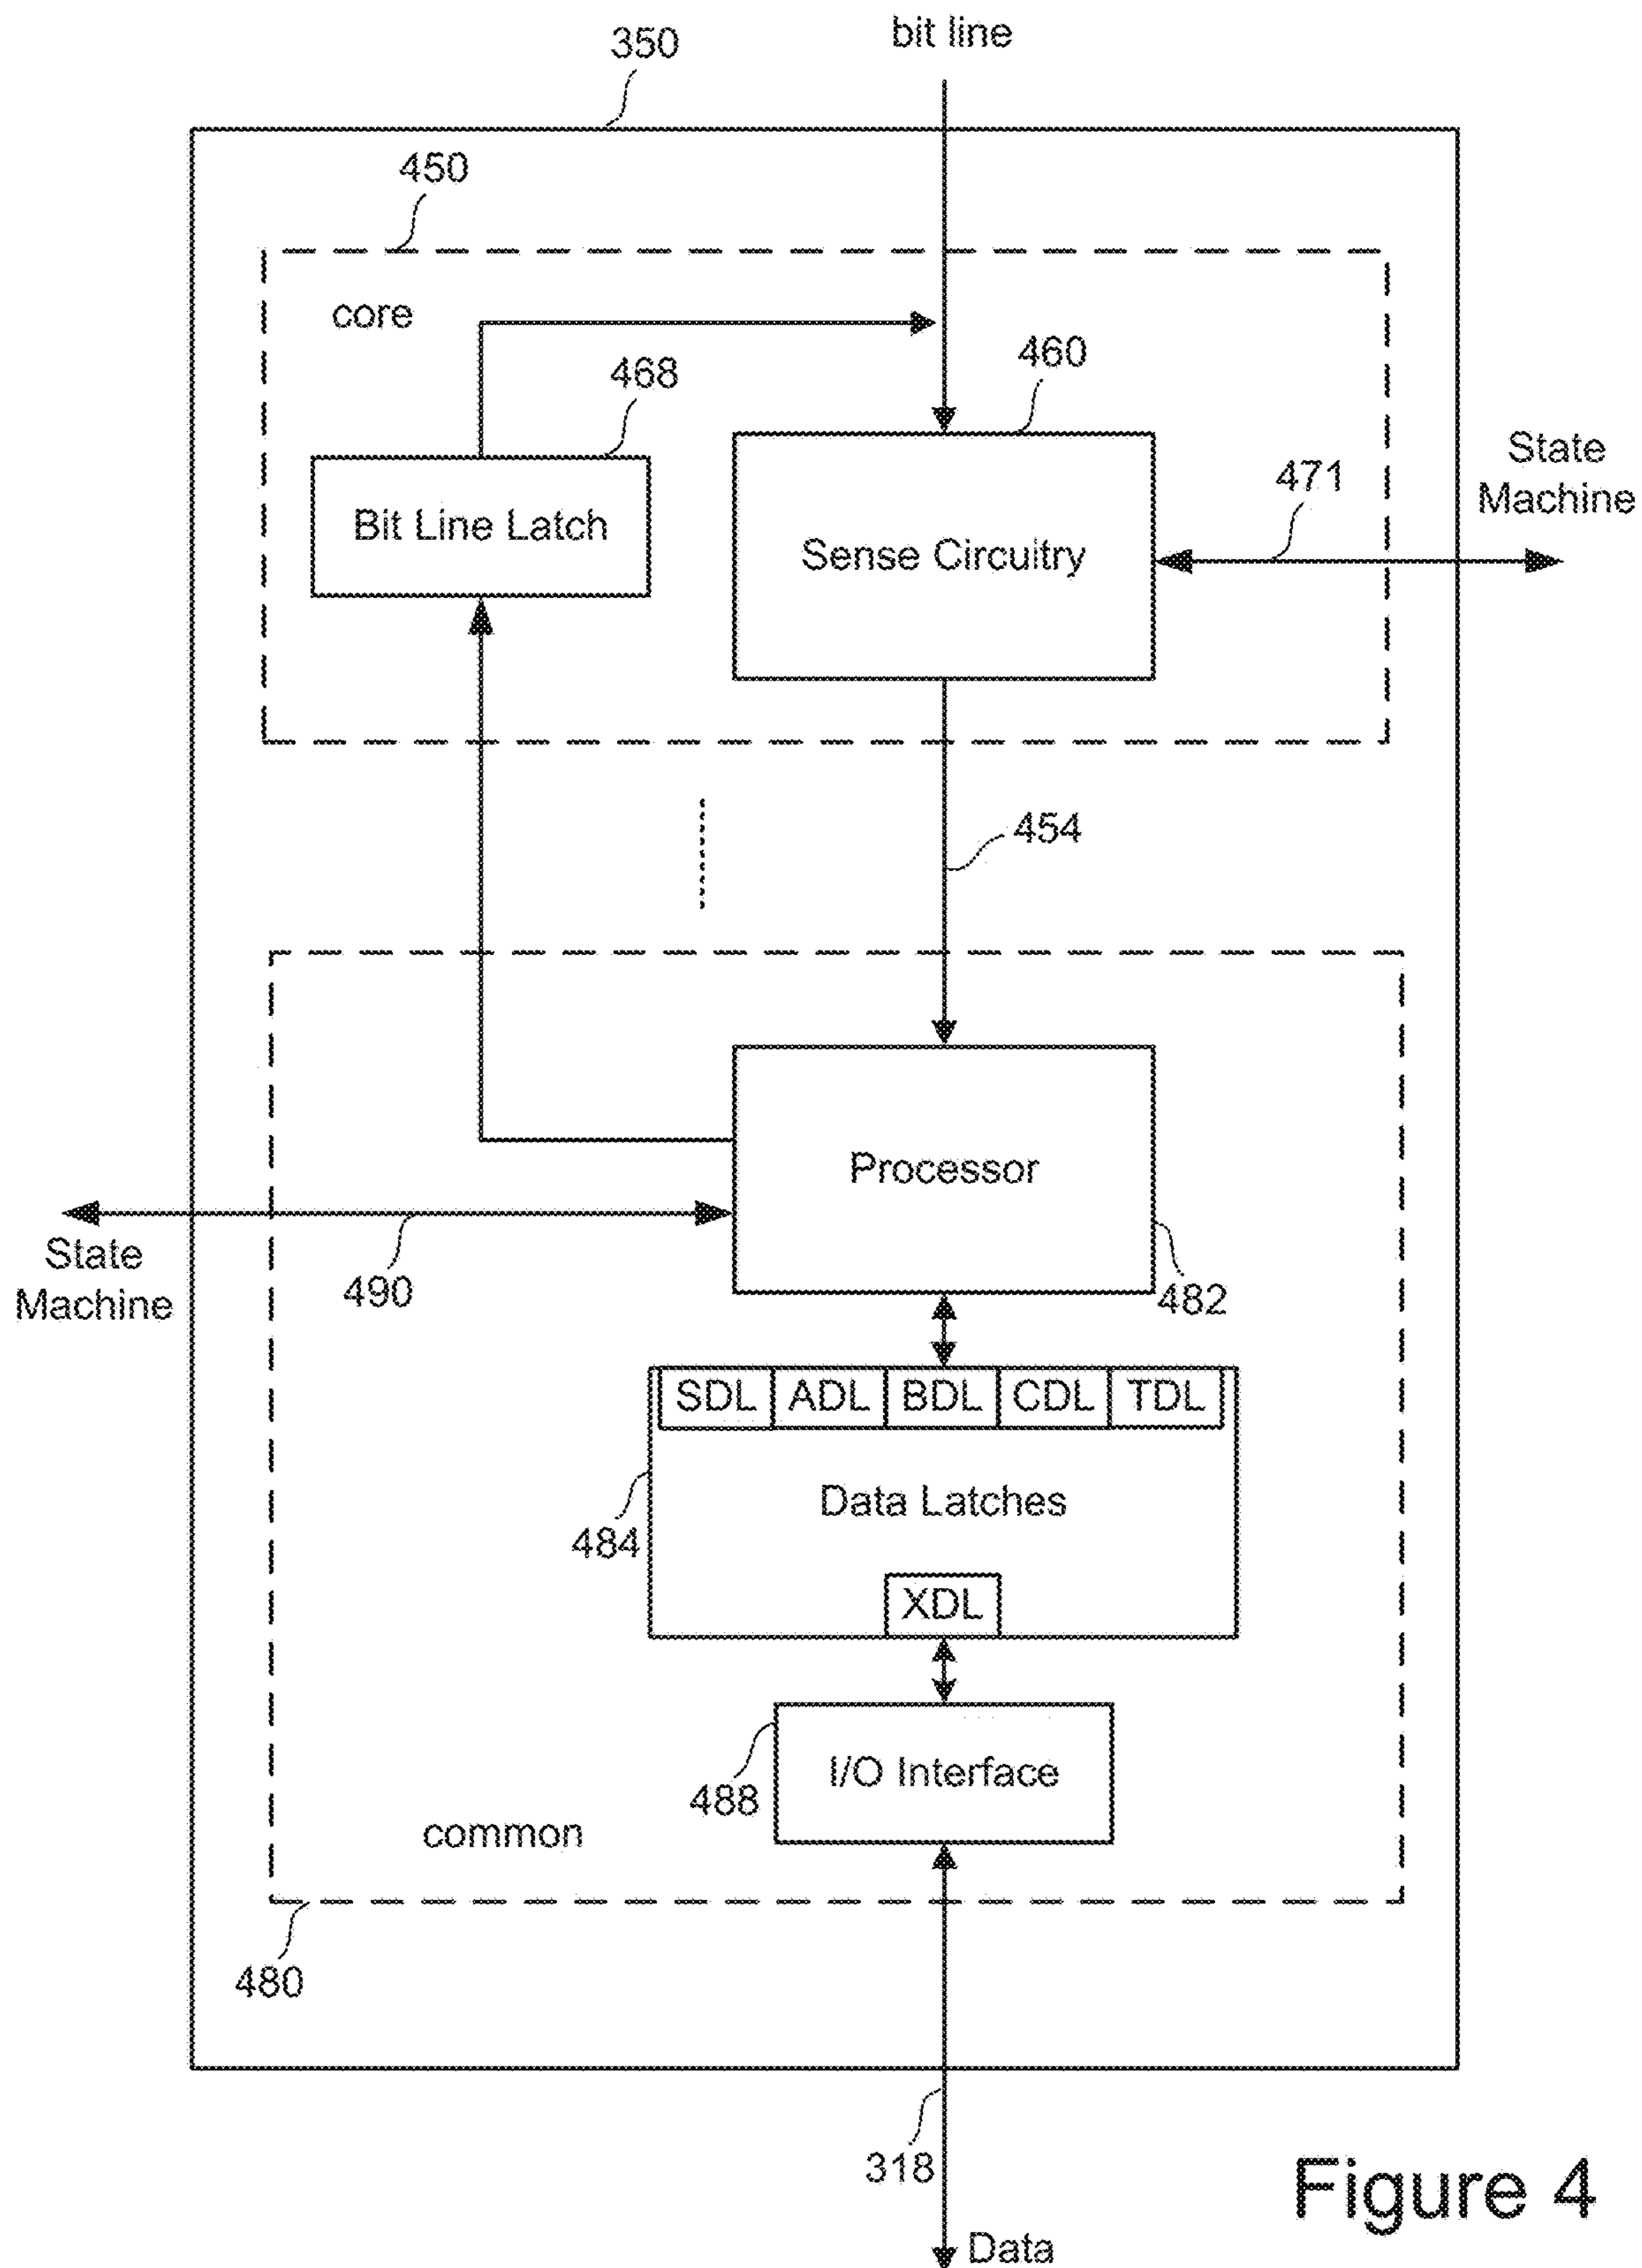 bit line
350
450
core
460
468
State
Machine
471
Bit Line Latch
Sense Circuitry
454
Processor
State
Machine
490
482
SDL ADL BDL CDL TDL
Data Latches
484
XDL
I/O Interface
488
common
480
318
Figure 4
Data